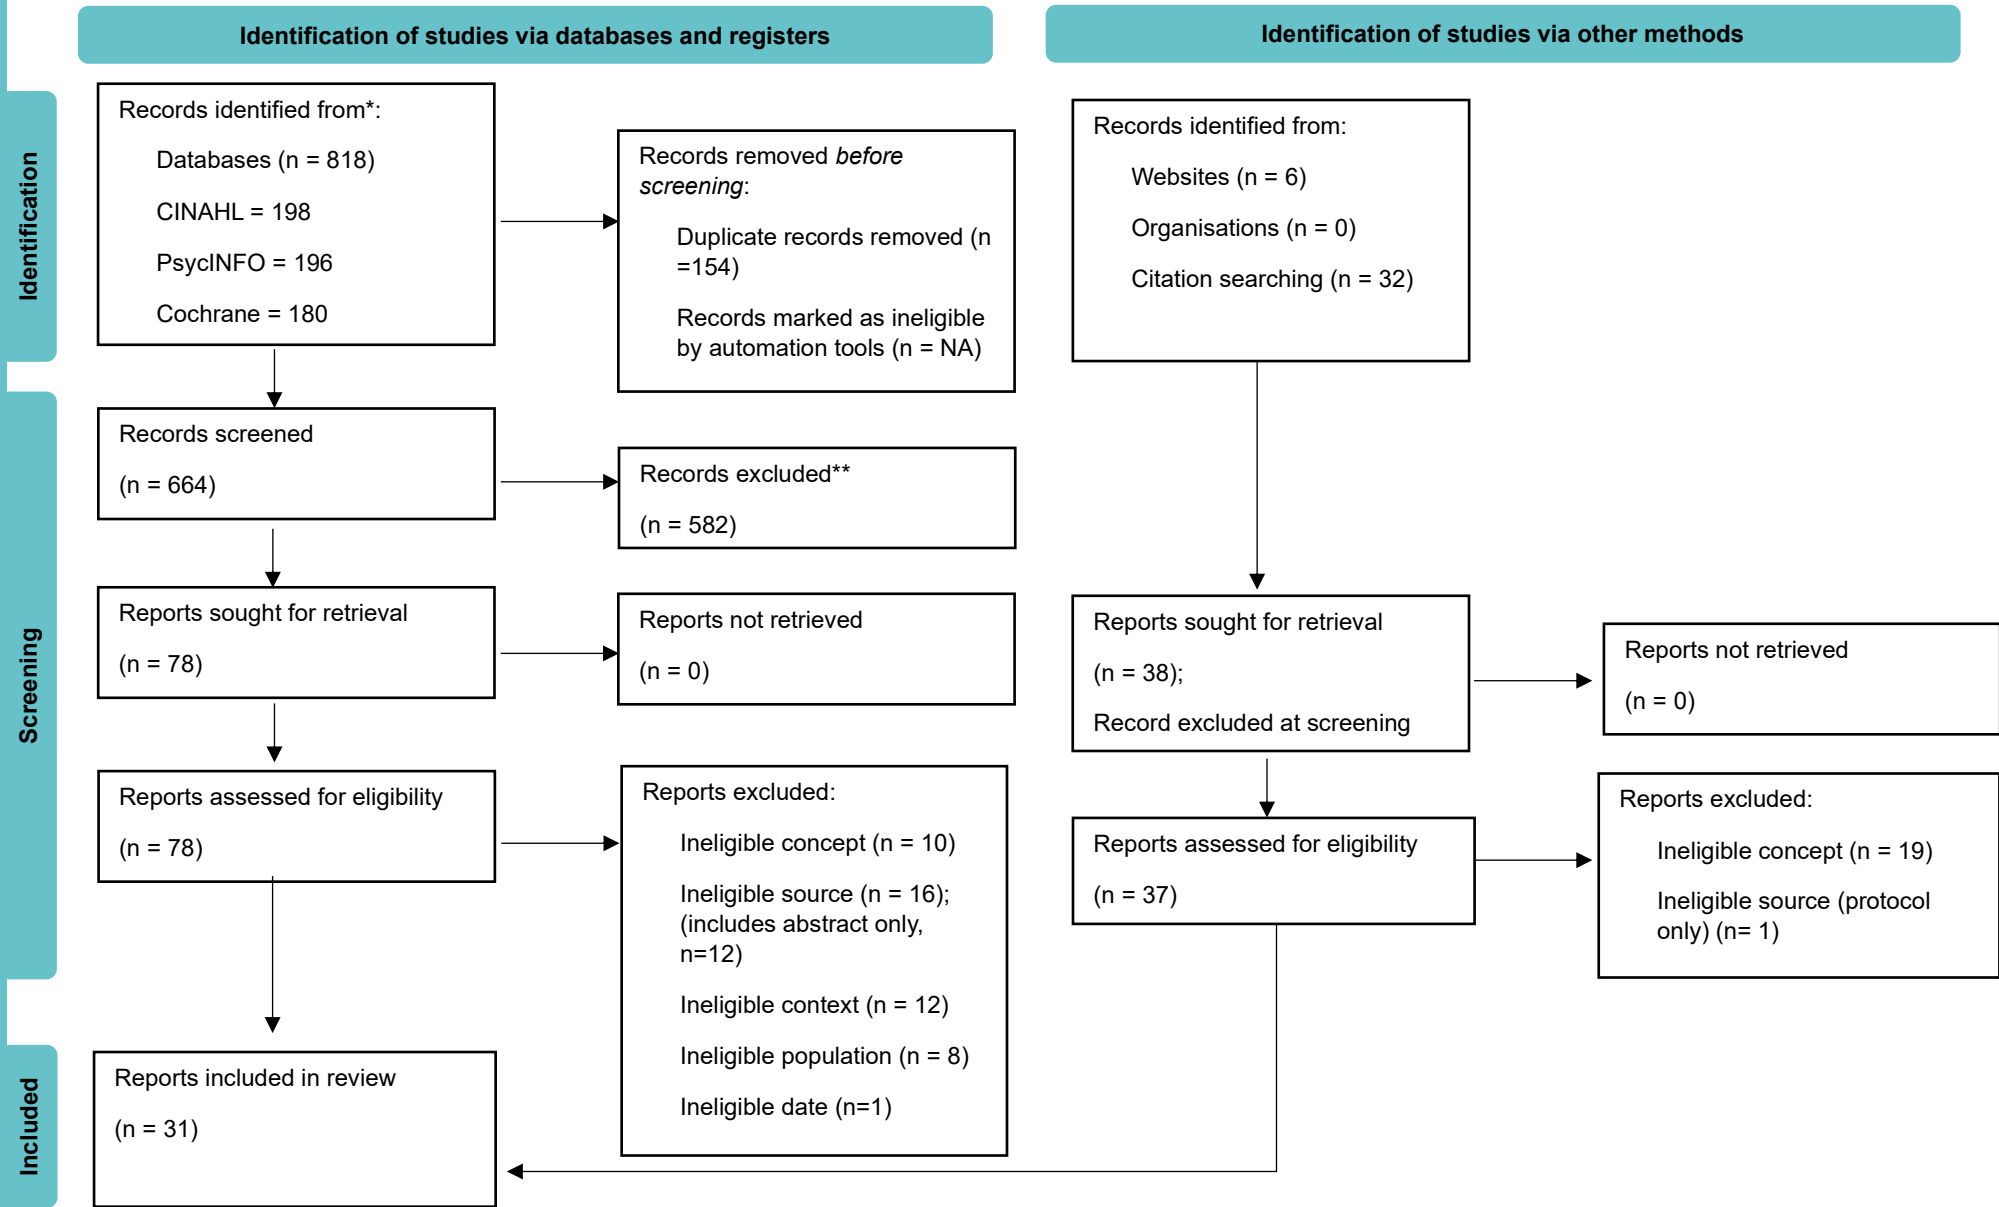 Identification of studies via databases and registers
Identification of studies via other methods
Identification
Records identified from*:
Databases (n = 818)
CINAHL = 198
PsycINFO = 196
Cochrane = 180
Records removed before
screening:
Duplicate records removed (n
=154)
Records marked as ineligible
by automation tools (n = NA)
Records identified from:
Websites (n = 6)
Organisations (n = 0)
Citation searching (n = 32)
Screening
Records screened
(n = 664)
Records excluded**
(n = 582)
Reports sought for retrieval
(n = 78)
Reports not retrieved
(n = 0)
Reports sought for retrieval
(n = 38);
Record excluded at screening
Reports not retrieved
(n = 0)
Reports assessed for eligibility
(n = 78)
Reports excluded:
Ineligible concept (n = 10)
Ineligible source (n = 16);
(includes abstract only,
n=12)
Ineligible context (n = 12)
Ineligible population (n = 8)
Ineligible date (n=1)
Reports assessed for eligibility
(n = 37)
Reports excluded:
Ineligible concept (n = 19)
Ineligible source (protocol
only) (n= 1)
Included
Reports included in review
(n = 31)